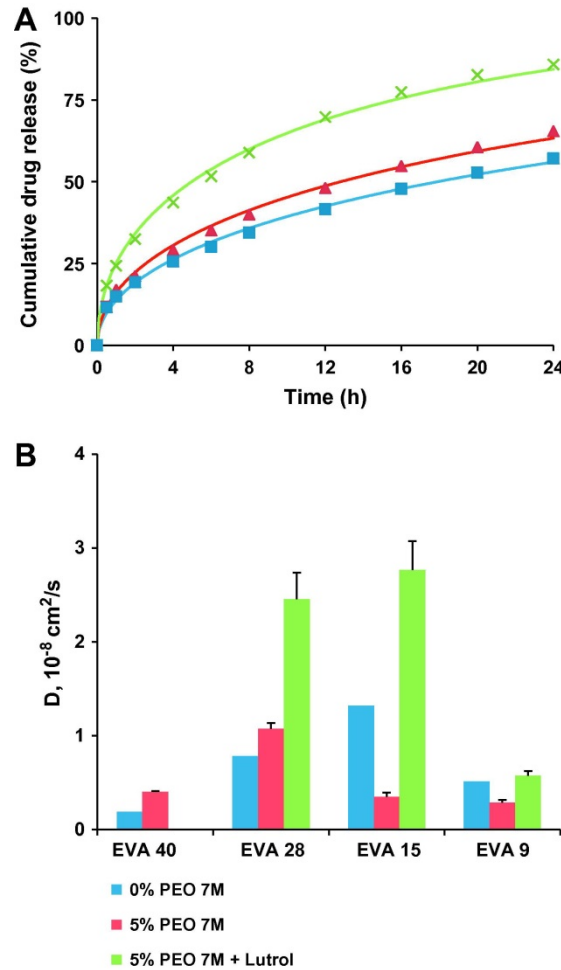 A
100
75
50
25
0
Cumulative drug release (%)
0 4 8 12 16 20 24
Time (h)
B
4
3
2
1
0
D, 10⁻⁸ cm²/s
EVA 40 EVA 28 EVA 15 EVA 9
0% PEO 7M
5% PEO 7M
5% PEO 7M + Lutrol